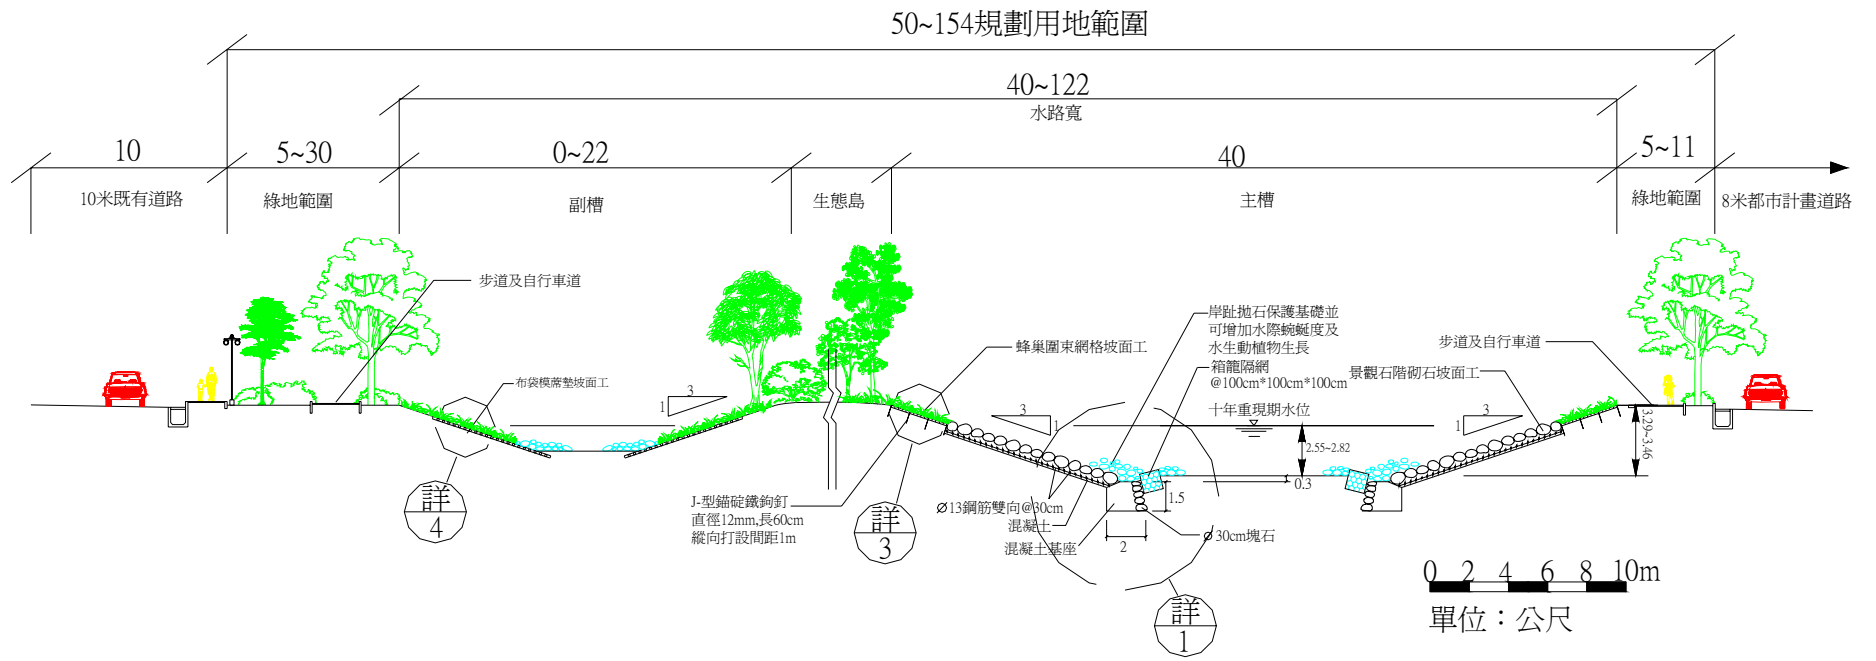 50~154規劃用地範圍
40~122
水路寬
10
5~30
0~22
40
5~11
10米既有道路
綠地範圍
副槽
生態島
主槽
綠地範圍
8米都市計畫道路
步道及自行車道
岸趾拋石保護基礎並
可增加水際蜿蜒度及
水生動植物生長
箱籠隔網
@100cm*100cm*100cm
步道及自行車道
蜂巢圍束網格坡面工
景觀石階砌石坡面工
布袋模蓆墊坡面工
十年重現期水位
3
1
3
1
3
1
2.55~2.82
3.29~3.46
0.3
1.5
2
J-型錨碇鐵鉤釘
直徑12mm,長60cm
縱向打設間距1m
Ø13鋼筋雙向@30cm
混凝土
混凝土基座
Ø30cm塊石
詳
4
詳
3
詳
1
0 2 4 6 8 10m
單位：公尺